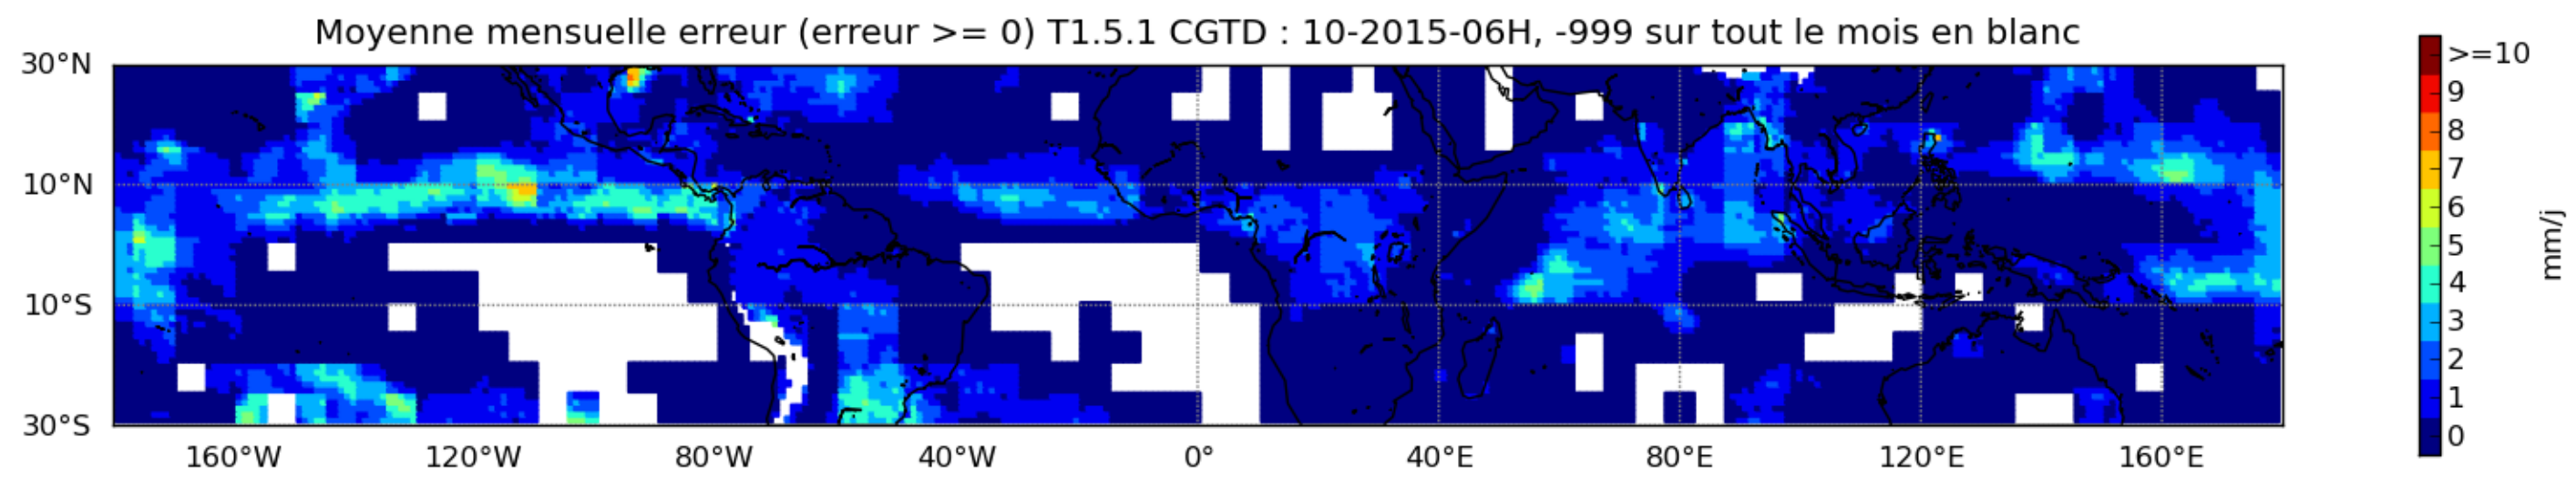 Moyenne mensuelle erreur (erreur >= 0) T1.5.1 CGTD : 10-2015-06H, -999 sur tout le mois en blanc
30°N
10°N
10°S
30°S
160°W 120°W 80°W 40°W 0° 40°E 80°E 120°E 160°E
>=10
9
8
7
6
5
4
3
2
1
0
mm/j